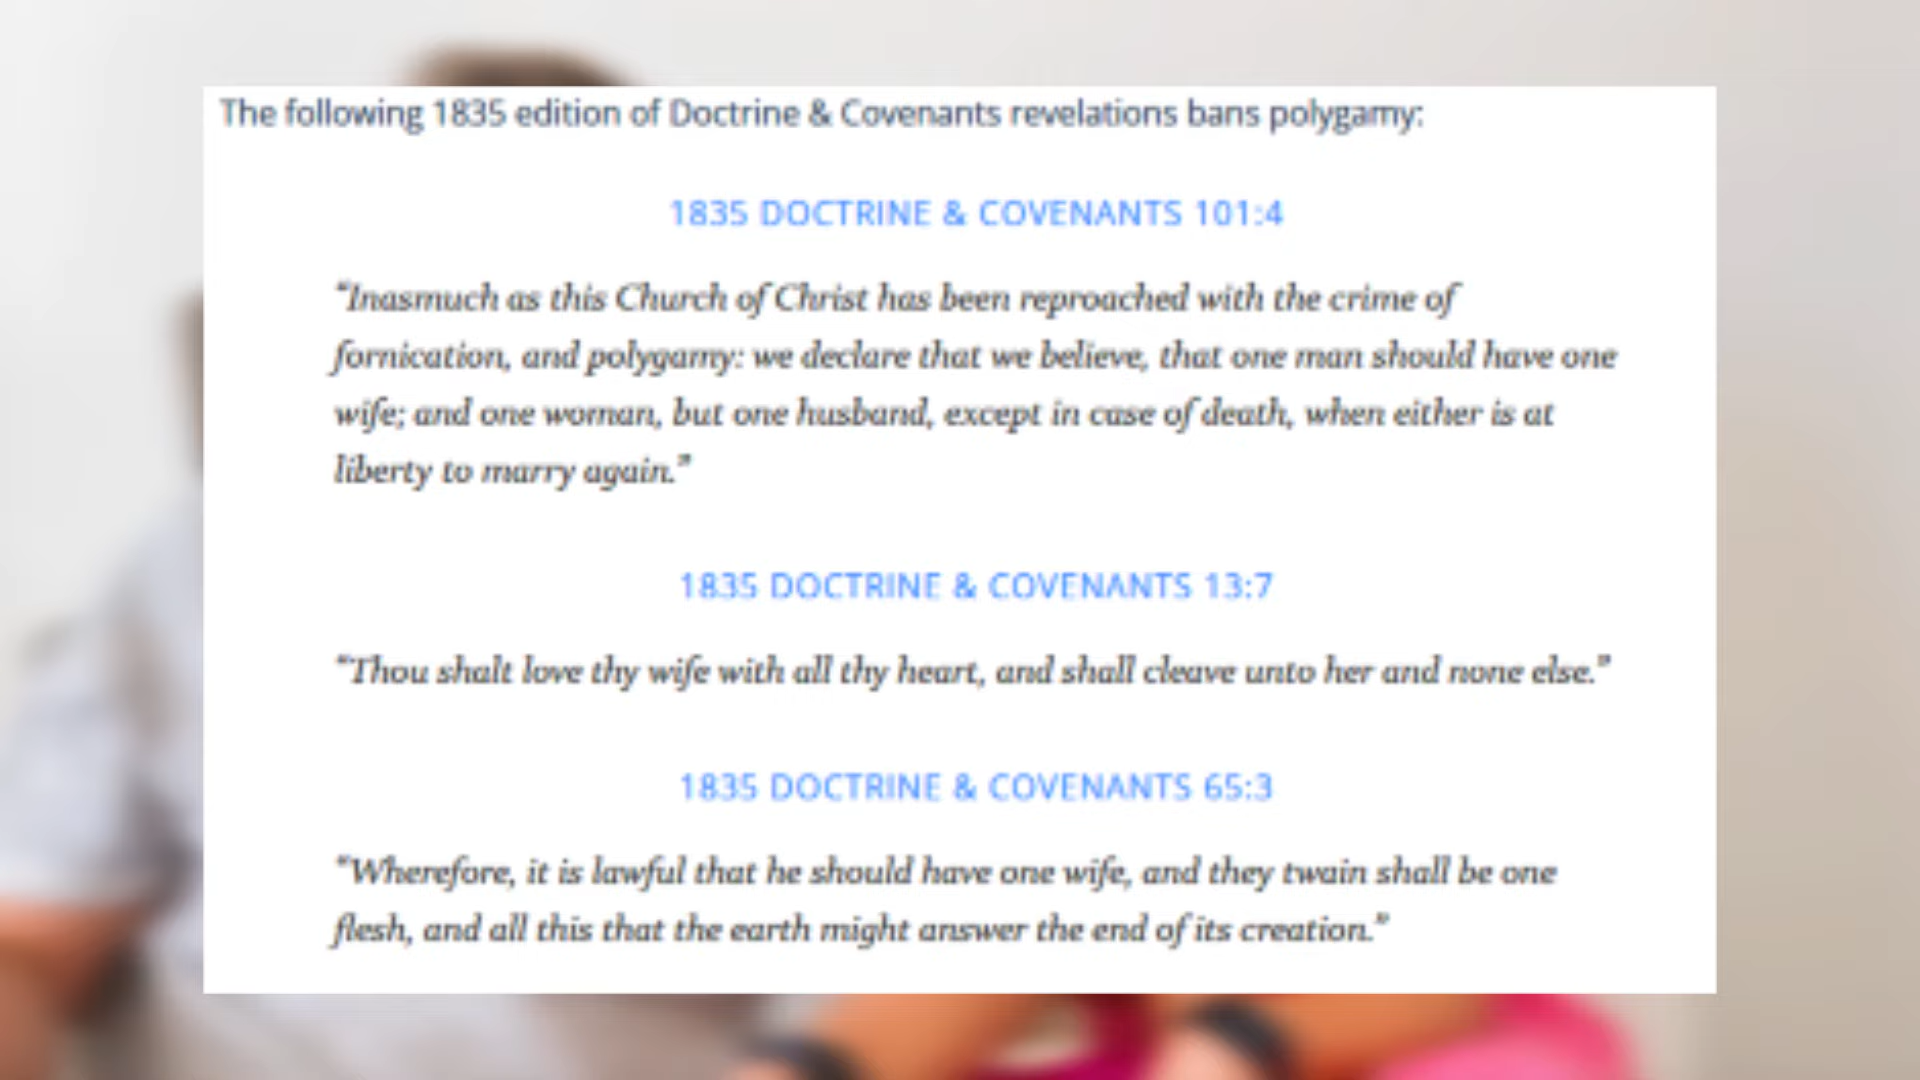 The following 1835 edition of Doctrine & Covenants revelations bans polygamy:
1835 DOCTRINE & COVENANTS 101:4
“Inasmuch as this Church of Christ has been reproached with the crime of
fornication, and polygamy: we declare that we believe, that one man should have one
wife; and one woman, but one husband, except in case of death, when either is at
liberty to marry again.”
1835 DOCTRINE & COVENANTS 13:7
“Thou shalt love thy wife with all thy heart, and shall cleave unto her and none else.”
1835 DOCTRINE & COVENANTS 65:3
“Wherefore, it is lawful that he should have one wife, and they twain shall be one
flesh, and all this that the earth might answer the end of its creation.”